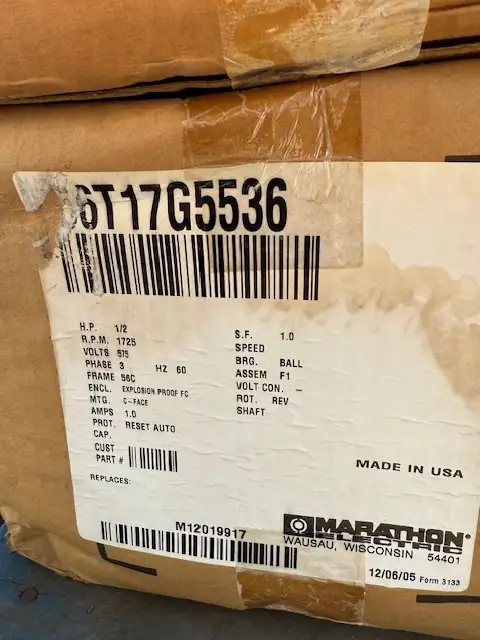 6T17G5536
H.P. 1/2
R.P.M. 1725
VOLTS 575
PHASE 3 HZ 60
FRAME 56C
ENCL. EXPLOSION PROOF FC
MTG. C-FACE
AMPS 1.0
PROT. RESET AUTO
CAP.
CUST
PART #
REPLACES:
S.F. 1.0
SPEED
BRG. BALL
ASSEM F1
VOLT CON. -
ROT. REV
SHAFT
MADE IN USA
M12019917
MARATHON®
ELECTRIC
WAUSAU, WISCONSIN 54401
12/06/05 Form 3133